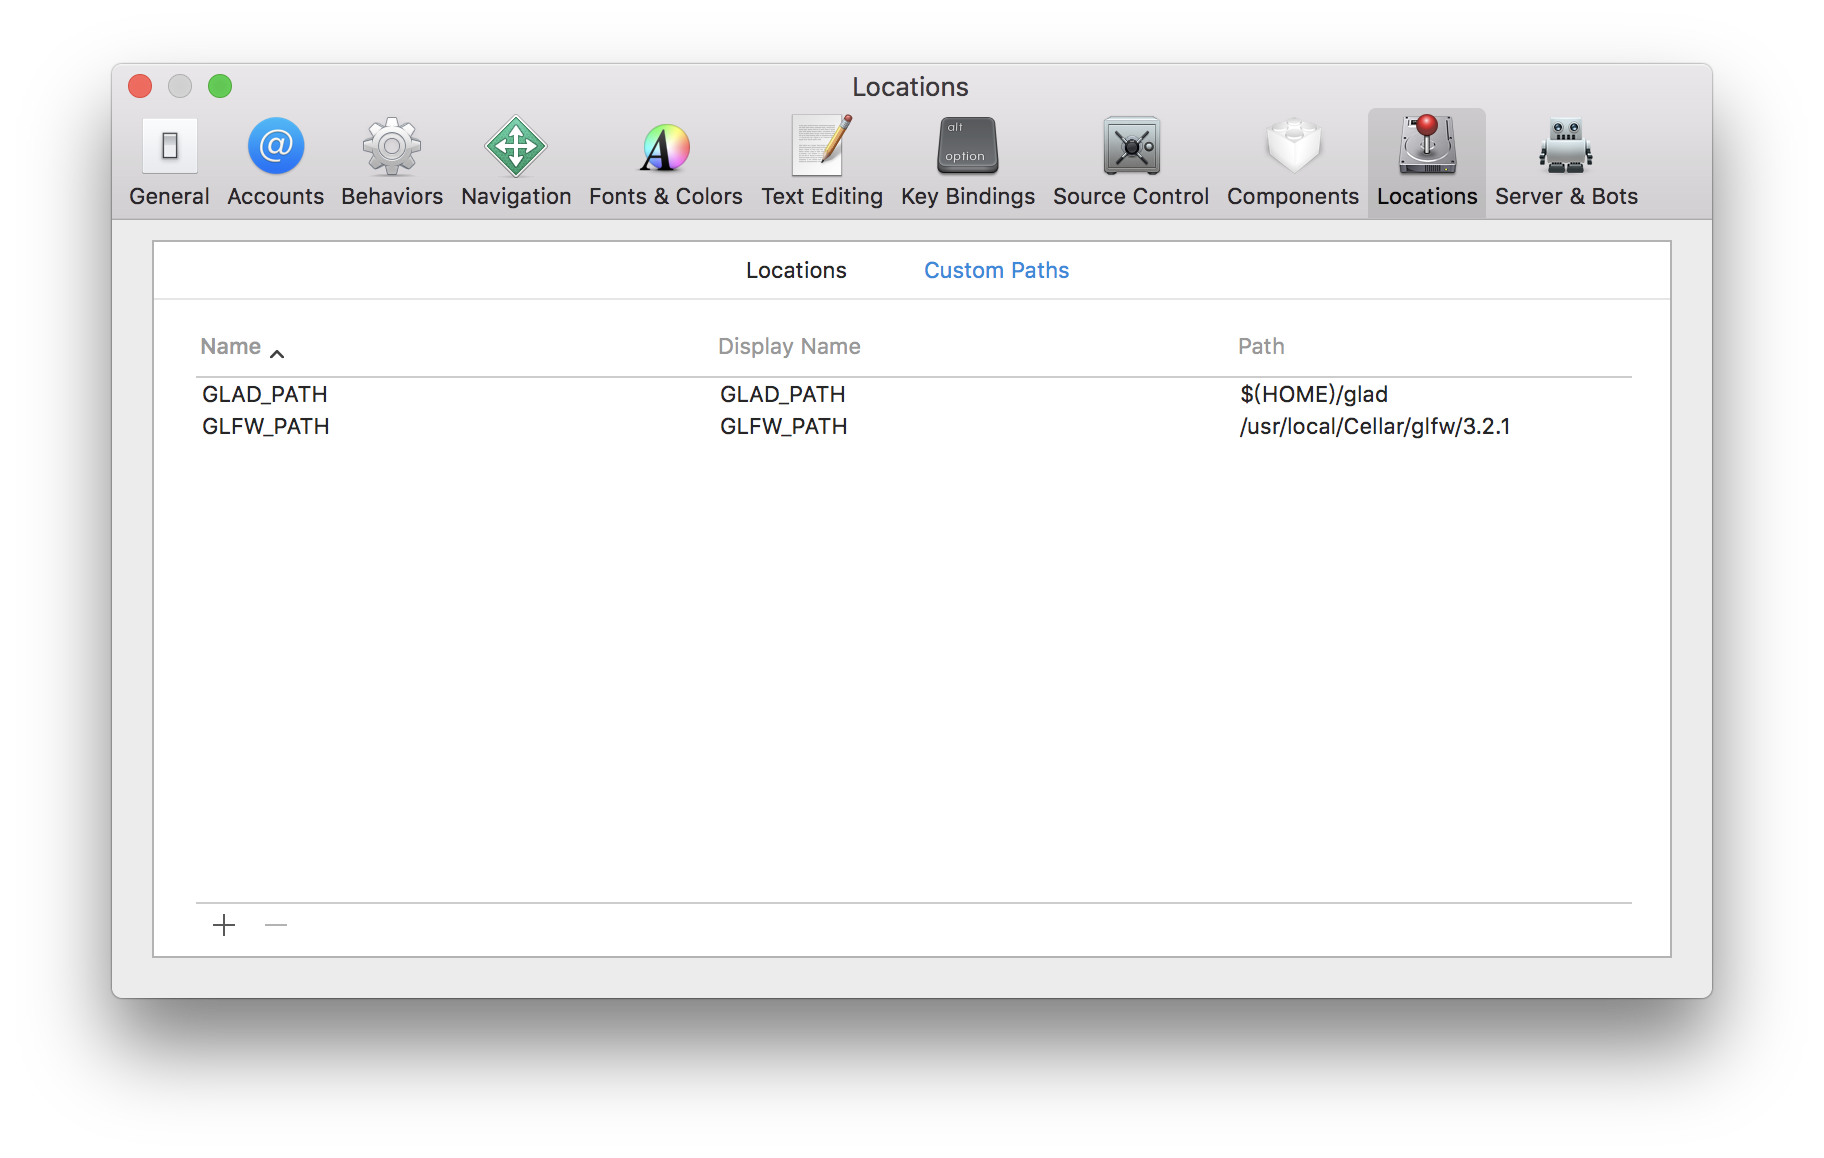 Locations
@
alt
option
A
General Accounts Behaviors Navigation Fonts & Colors Text Editing Key Bindings Source Control Components Locations Server & Bots
Locations Custom Paths
Name Display Name Path
GLAD_PATH GLAD_PATH $(HOME)/glad
GLFW_PATH GLFW_PATH /usr/local/Cellar/glfw/3.2.1